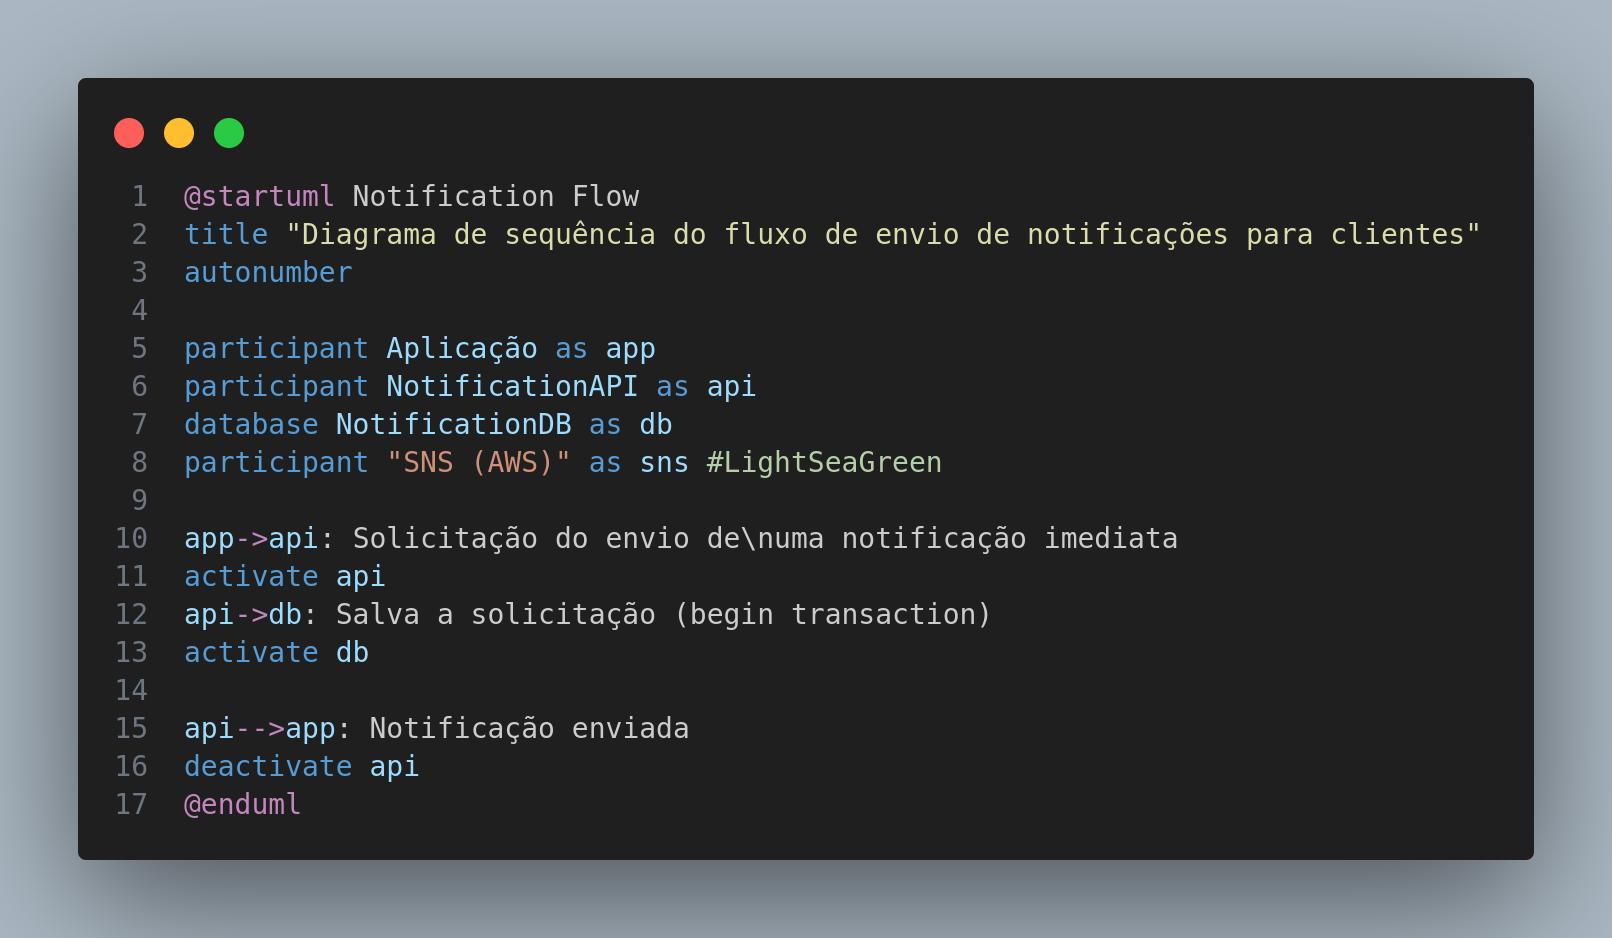 1 @startuml Notification Flow
2 title "Diagrama de sequência do fluxo de envio de notificações para clientes"
3 autonumber
4
5 participant Aplicação as app
6 participant NotificationAPI as api
7 database NotificationDB as db
8 participant "SNS (AWS)" as sns #LightSeaGreen
9
10 app->api: Solicitação do envio de\numa notificação imediata
11 activate api
12 api->db: Salva a solicitação (begin transaction)
13 activate db
14
15 api-->app: Notificação enviada
16 deactivate api
17 @enduml